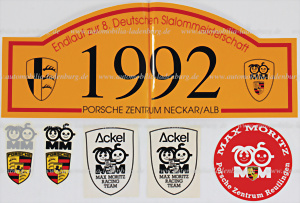 Endlauf zur 8. Deutschen Slalommeisterschaft
1992
PORSCHE ZENTRUM NECKAR/ALB
MM
MM
Ackel
MM
MAX MORITZ
RACING
TEAM
Ackel
MM
MAX MORITZ
RACING
TEAM
MAX MORITZ
MM
Porsche Zentrum Reutlingen